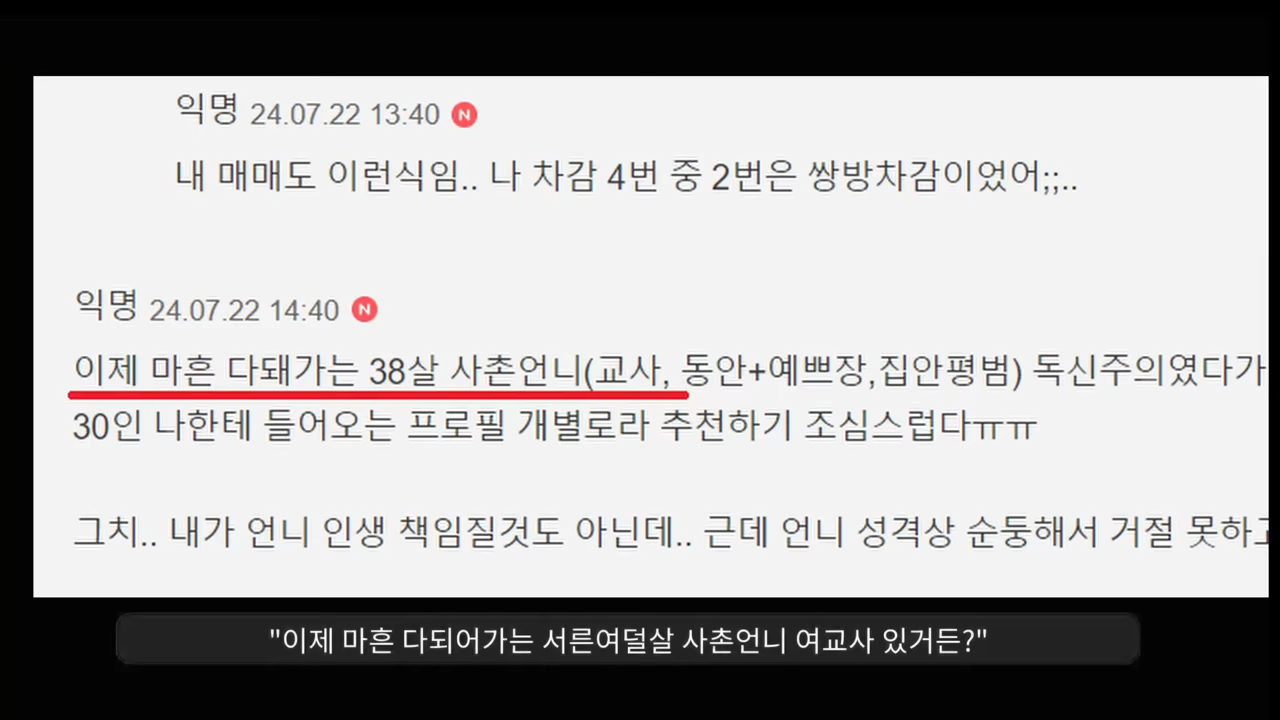 익명 24.07.22 13:40 N
내 매매도 이런식임.. 나 차감 4번 중 2번은 쌍방차감이었어;;..
익명 24.07.22 14:40 N
이제 마흔 다돼가는 38살 사촌언니(교사, 동안+예쁘장,집안평범) 독신주의였다가
30인 나한테 들어오는 프로필 개별로라 추천하기 조심스럽다ㅠㅠ
그치.. 내가 언니 인생 책임질것도 아닌데.. 근데 언니 성격상 순둥해서 거절 못하고
"이제 마흔 다되어가는 서른여덜살 사촌언니 여교사 있거든?"